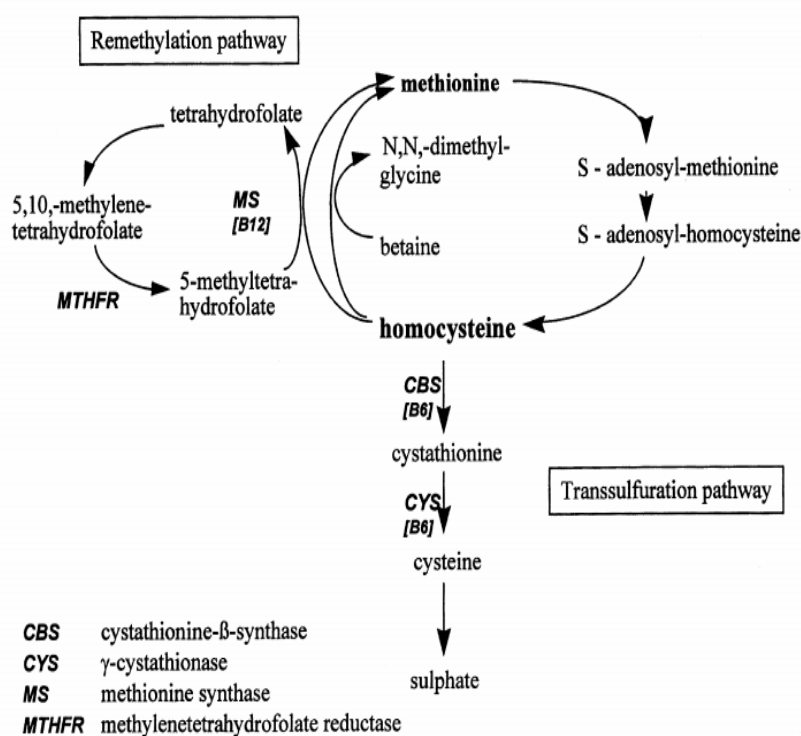 Remethylation pathway
methionine
tetrahydrofolate
N,N,-dimethyl-
glycine
S - adenosyl-methionine
5,10,-methylene-
tetrahydrofolate
MS
[B12]
betaine
S - adenosyl-homocysteine
MTHFR
5-methyltetra-
hydrofolate
homocysteine
CBS
[B6]
cystathionine
Transsulfuration pathway
CYS
[B6]
cysteine
sulphate
CBS cystathionine-ß-synthase
CYS γ-cystathionase
MS methionine synthase
MTHFR methylenetetrahydrofolate reductase